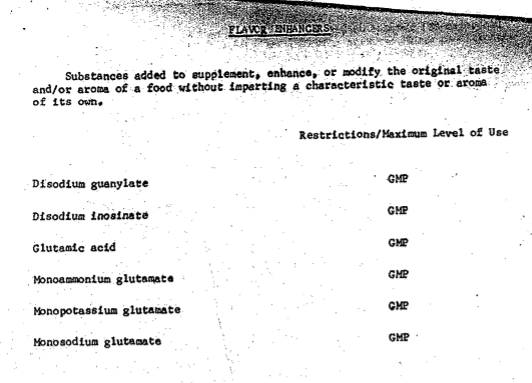 FLAVOR ENHANCERS
Substances added to supplement, enhance, or modify the original taste
and/or aroma of a food without imparting a characteristic taste or aroma
of its own.
Restrictions/Maximum Level of Use
Disodium guanylate GMP
Disodium inosinate GMP
Glutamic acid GMP
Monoammonium glutamate GMP
Monopotassium glutamate GMP
Monosodium glutamate GMP